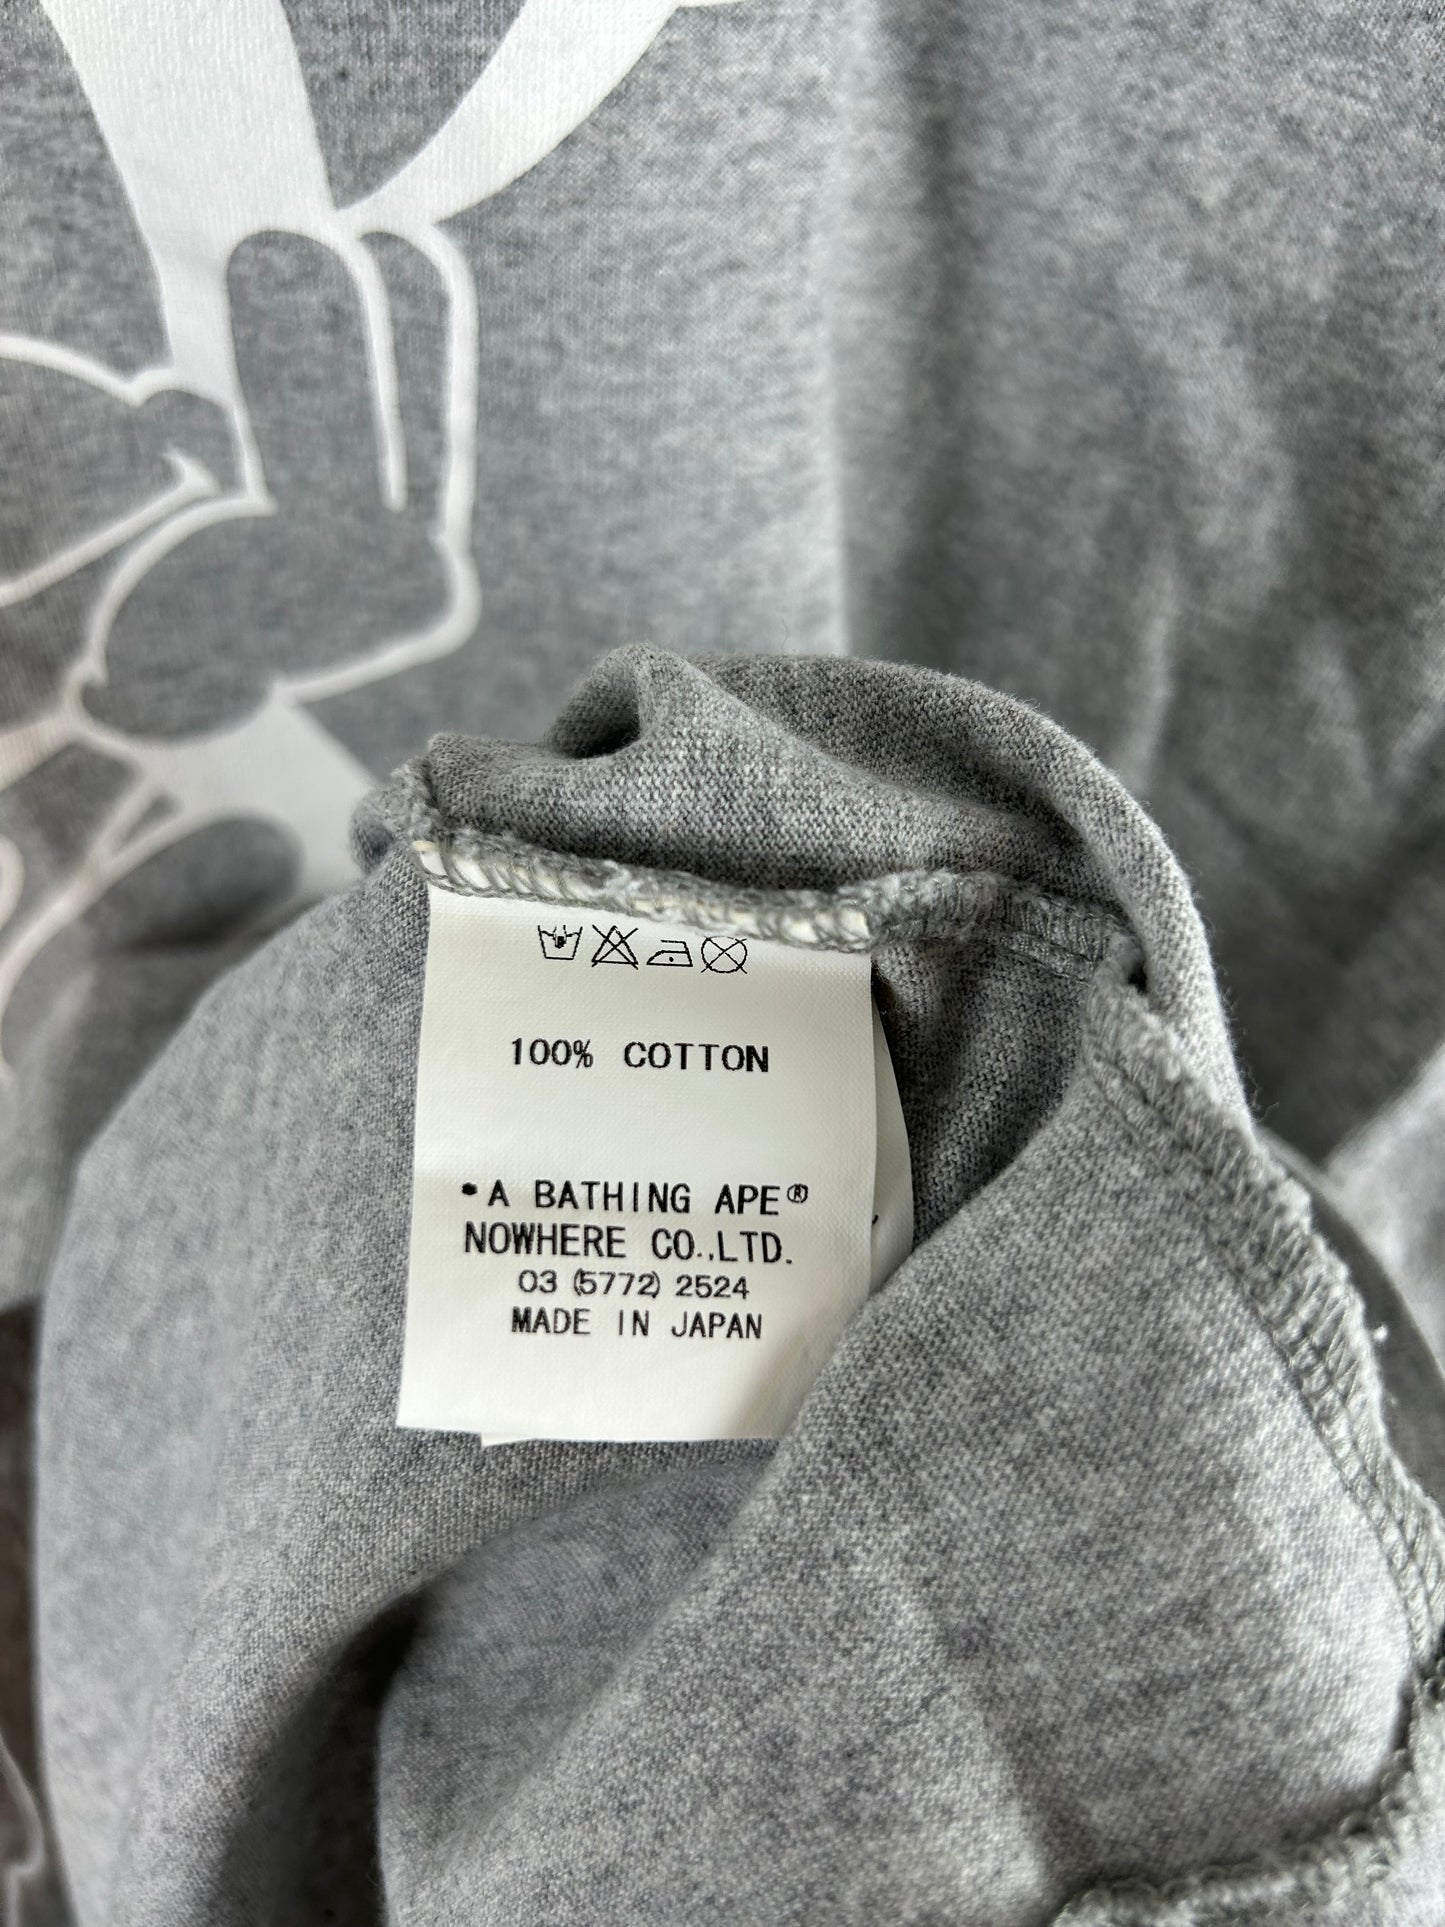 100% COTTON
•A BATHING APE®
NOWHERE CO.,LTD.
03 (5772) 2524
MADE IN JAPAN